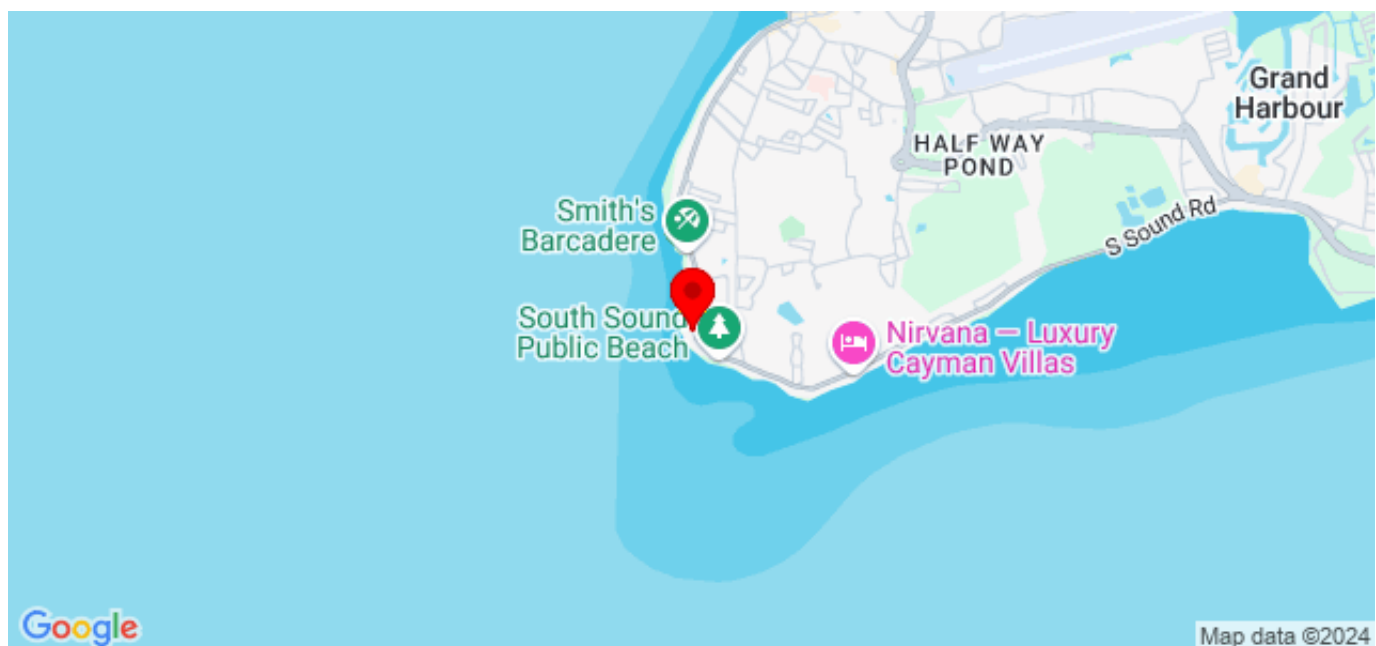 Grand
Harbour
HALF WAY
POND
Smith's
Barcadere
S Sound Rd
South Sound
Public Beach
Nirvana — Luxury
Cayman Villas
Google
Map data ©2024